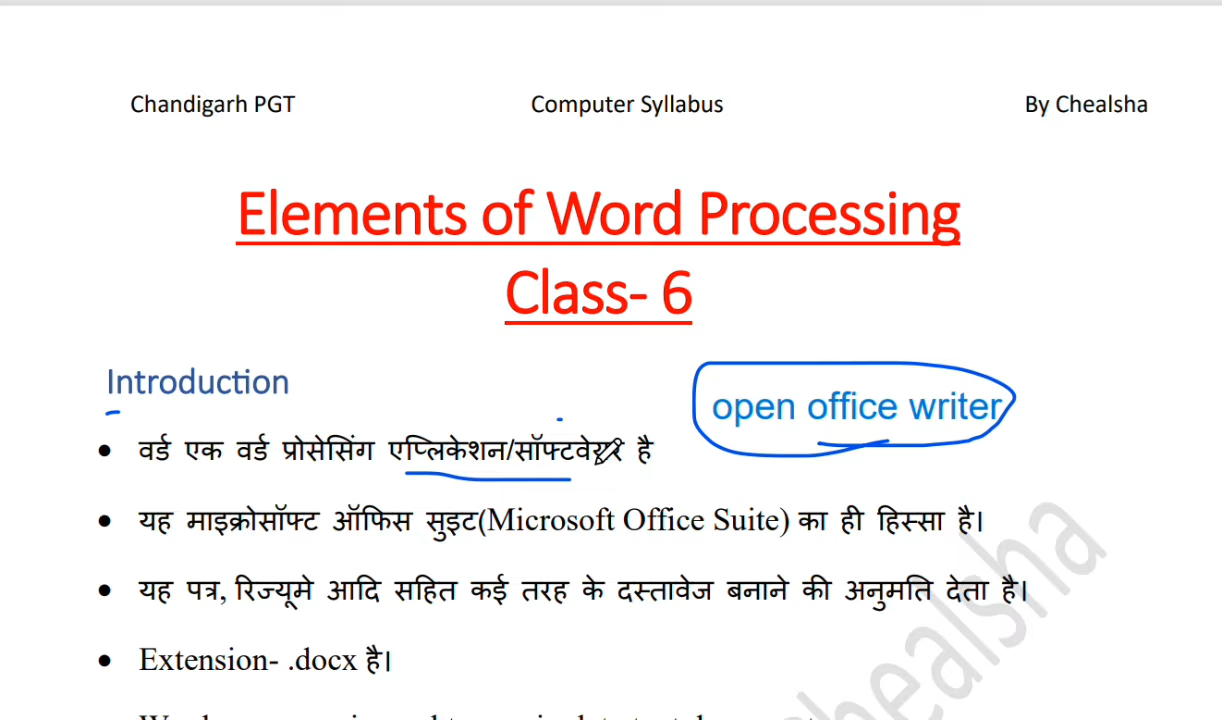 Chandigarh PGT Computer Syllabus By Chealsha
Elements of Word Processing
Class- 6
Introduction
open office writer
• वर्ड एक वर्ड प्रोसेसिंग एप्लिकेशन/सॉफ्टवेयर है
• यह माइक्रोसॉफ्ट ऑफिस सुइट(Microsoft Office Suite) का ही हिस्सा है।
• यह पत्र, रिज्यूमे आदि सहित कई तरह के दस्तावेज बनाने की अनुमति देता है।
• Extension- .docx है।
chealsha